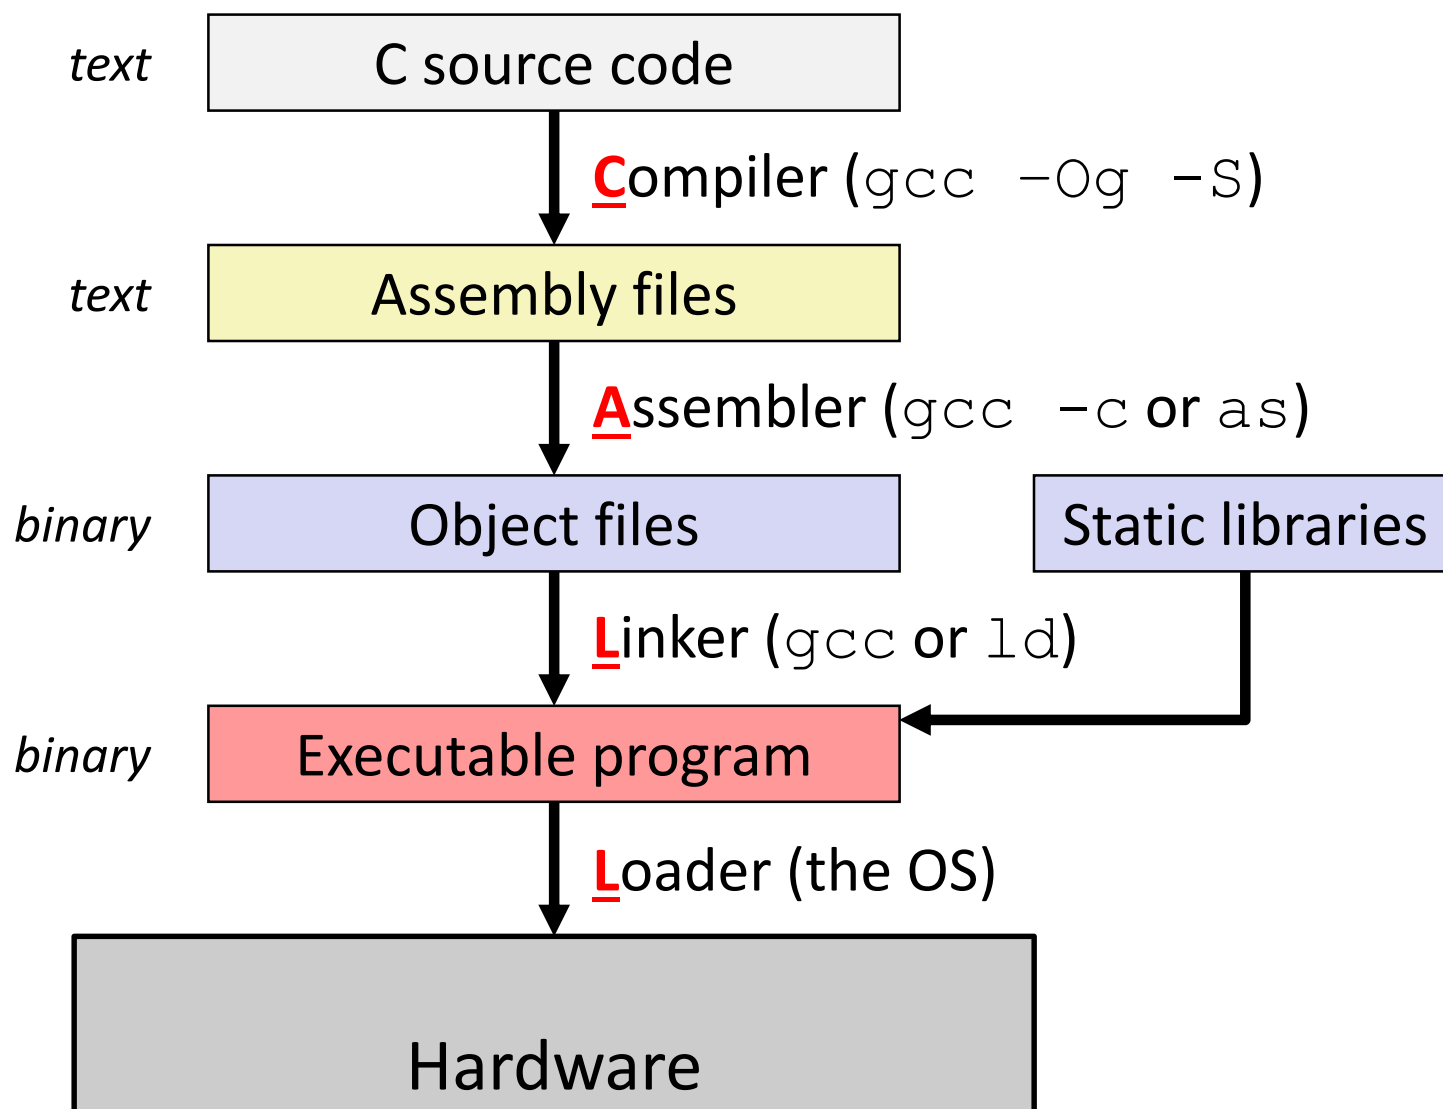 text
C source code
Compiler (gcc -Og -S)
text
Assembly files
Assembler (gcc -c or as)
binary
Object files
Static libraries
Linker (gcc or ld)
binary
Executable program
Loader (the OS)
Hardware